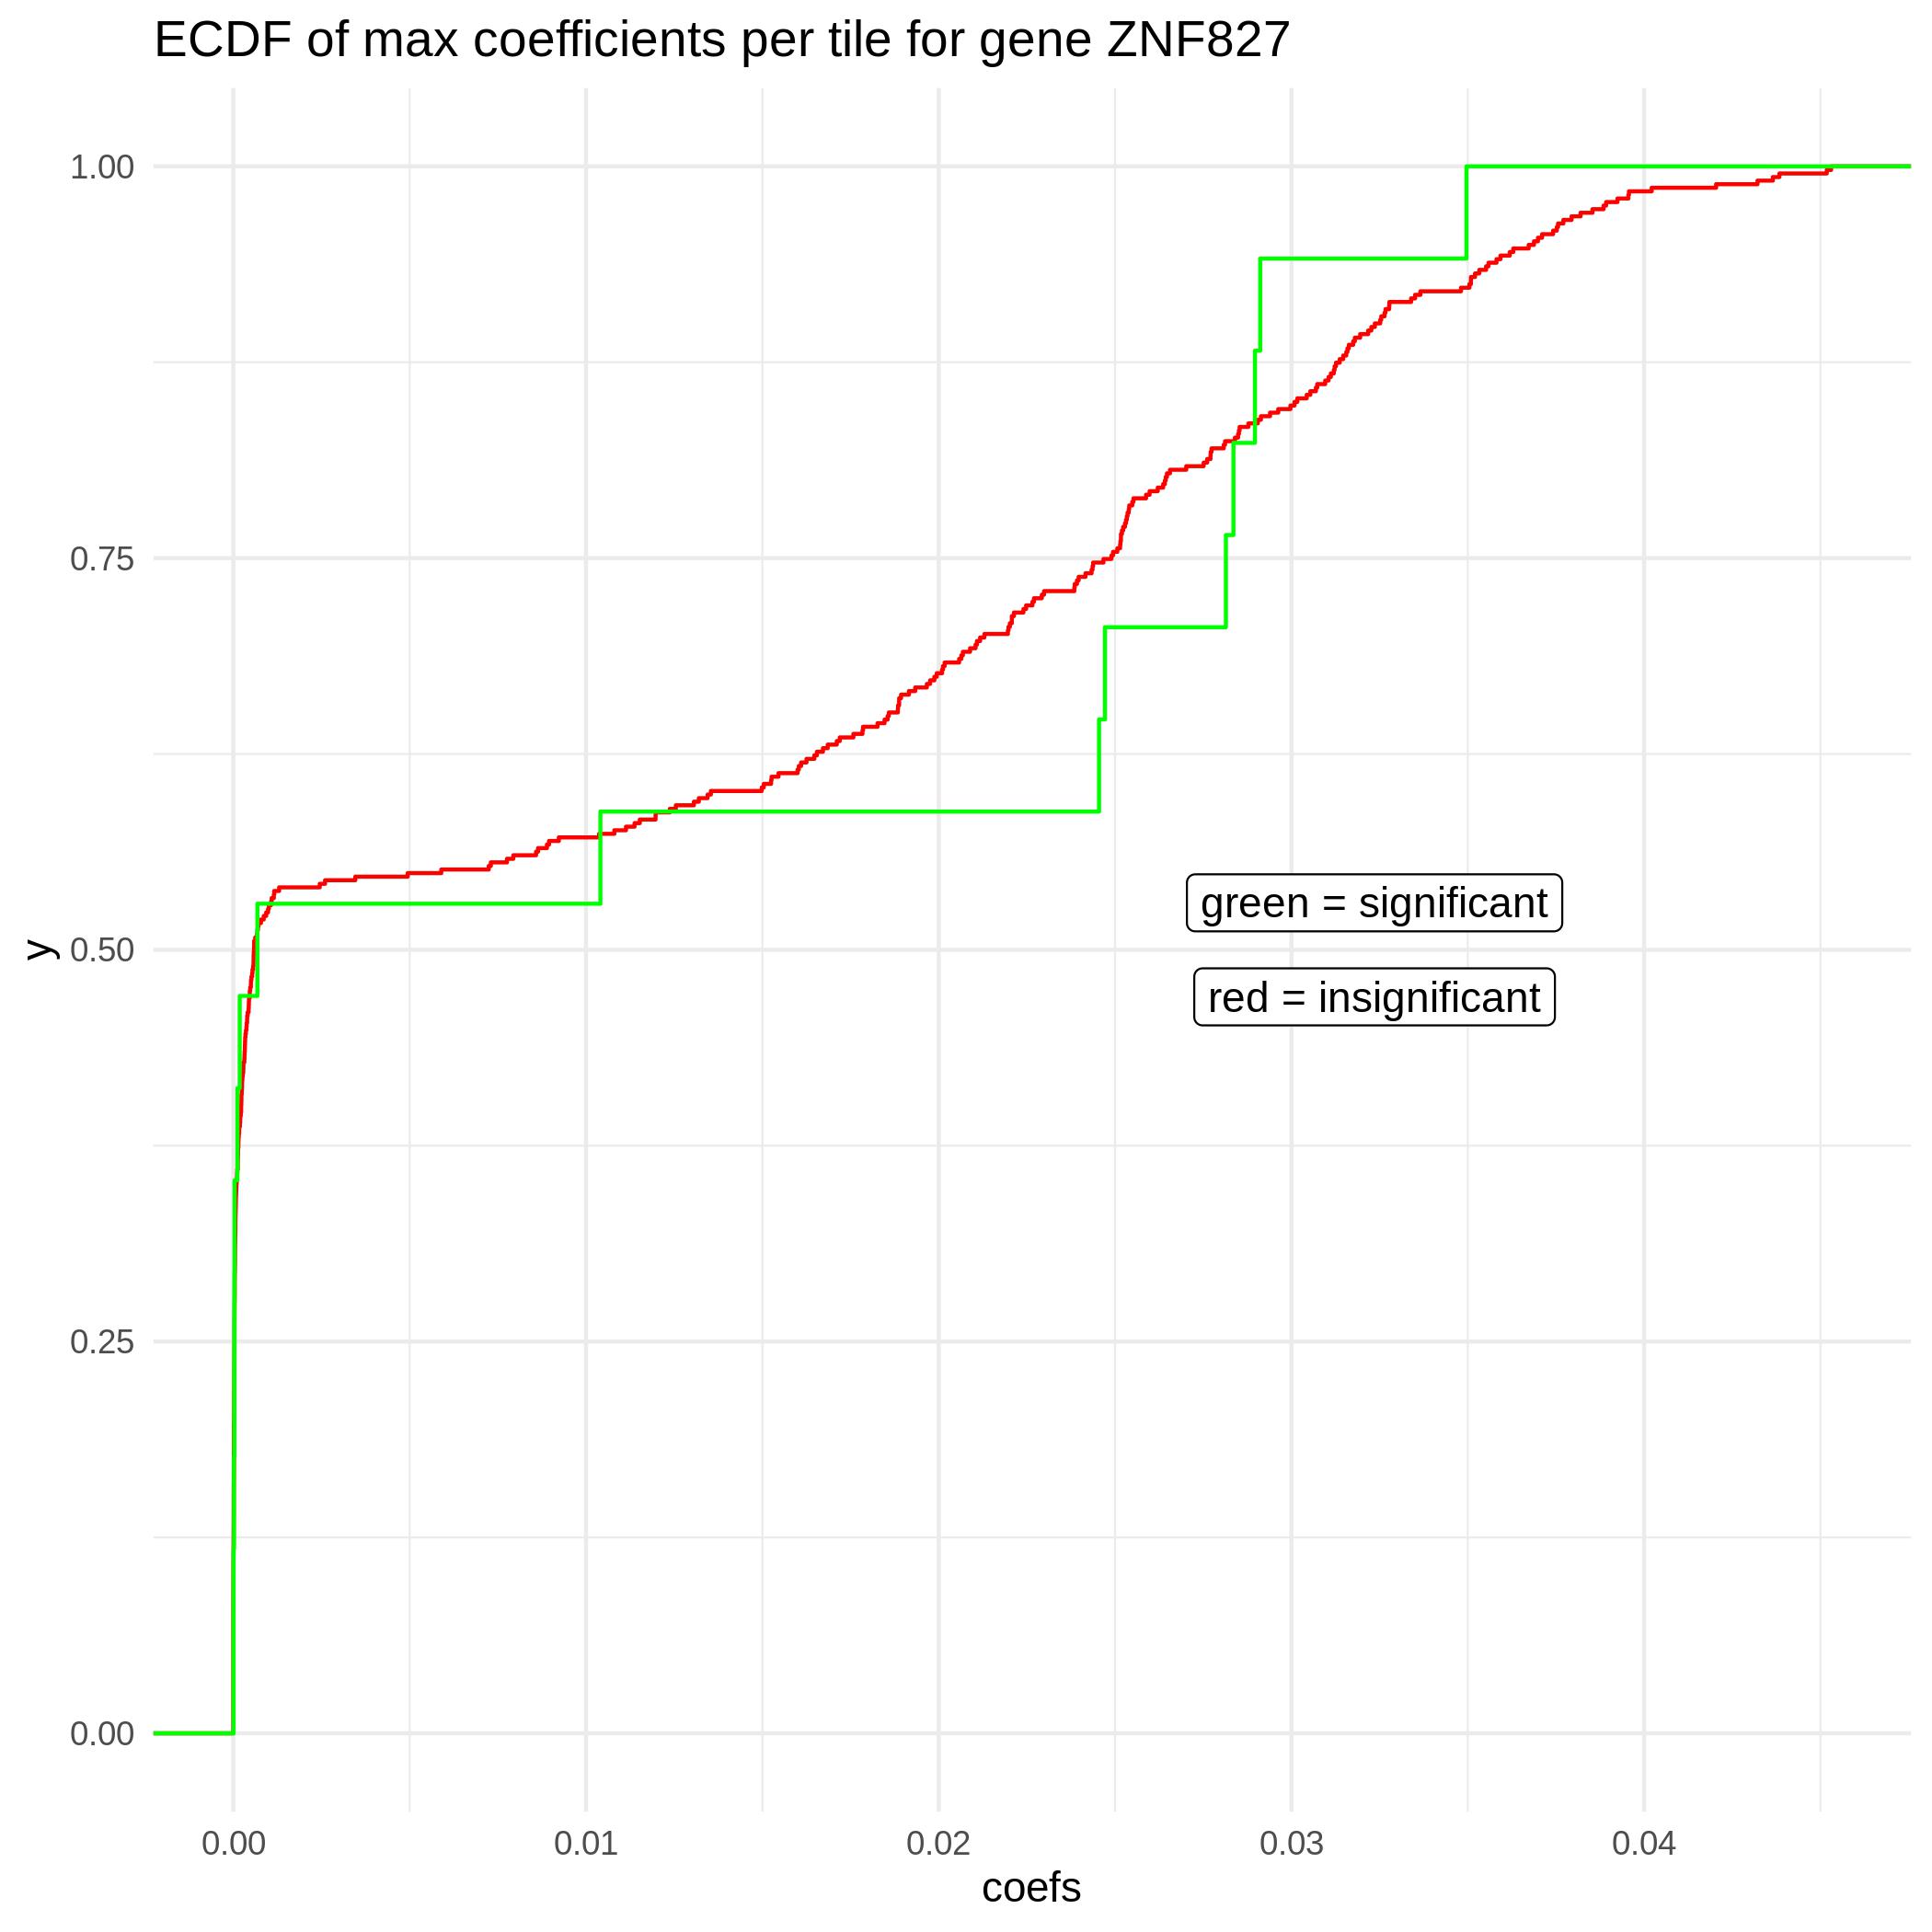 ECDF of max coefficients per tile for gene ZNF827
1.00
0.75
0.50
0.25
0.00
y
green = significant
red = insignificant
0.00 0.01 0.02 0.03 0.04
coefs